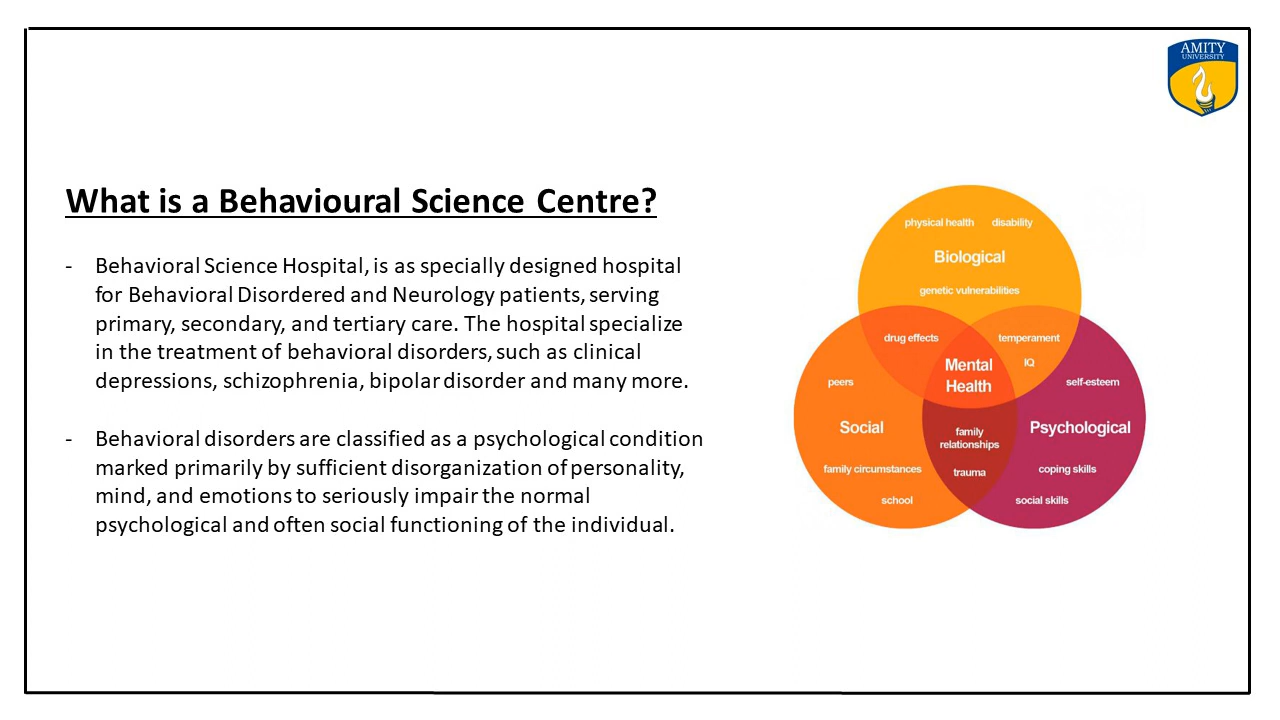 AMITY
UNIVERSITY
What is a Behavioural Science Centre?
- Behavioral Science Hospital, is as specially designed hospital
for Behavioral Disordered and Neurology patients, serving
primary, secondary, and tertiary care. The hospital specialize
in the treatment of behavioral disorders, such as clinical
depressions, schizophrenia, bipolar disorder and many more.
- Behavioral disorders are classified as a psychological condition
marked primarily by sufficient disorganization of personality,
mind, and emotions to seriously impair the normal
psychological and often social functioning of the individual.
physical health disability
Biological
genetic vulnerabilities
drug effects
temperament
IQ
Mental
Health
peers
Social
family circumstances
school
family
relationships
trauma
self-esteem
Psychological
coping skills
social skills